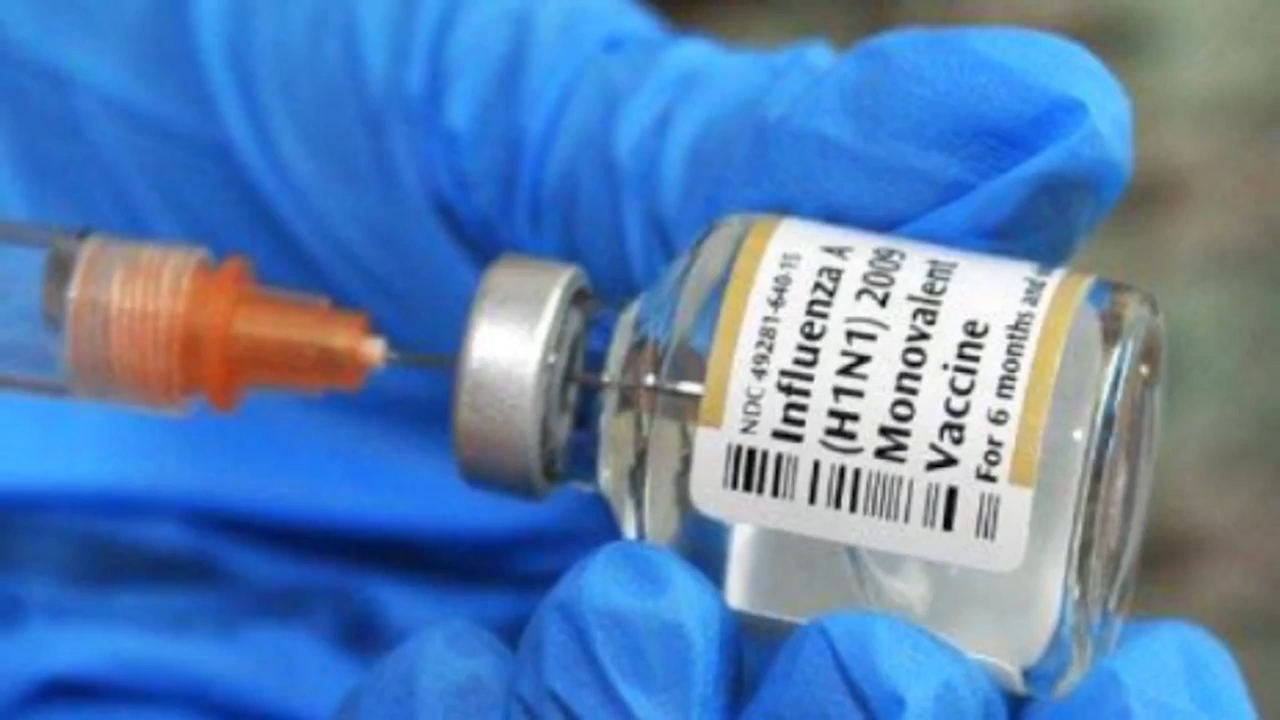 NDC 49281-640-15
Influenza A
(H1N1) 2009
Monovalent
Vaccine
For 6 months and